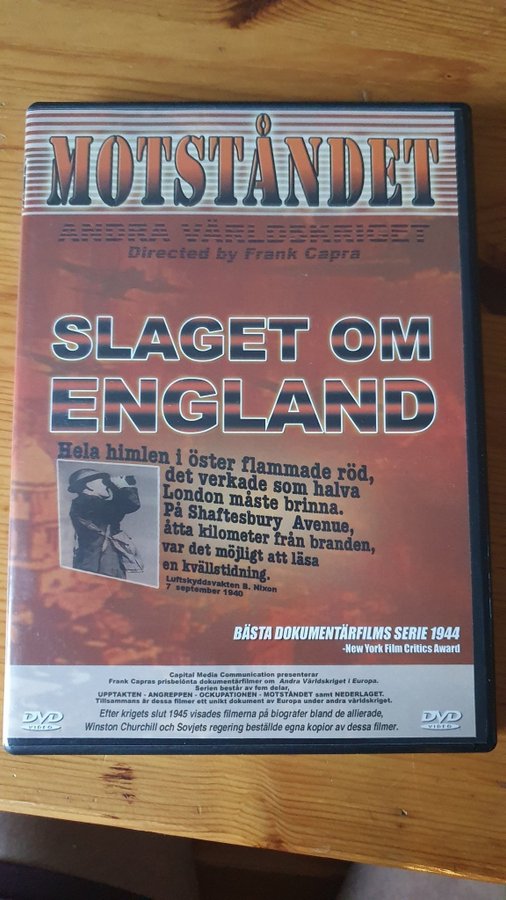 MOTSTÅNDET
ANDRA VÄRLDSKRIGET
Directed by Frank Capra
SLAGET OM
ENGLAND
Hela himlen i öster flammade röd,
det verkade som halva
London måste brinna.
På Shaftesbury Avenue,
åtta kilometer från branden,
var det möjligt att läsa
en kvällstidning.
Luftskyddsvakten B. Nixon
7 september 1940
BÄSTA DOKUMENTÄRFILMS SERIE 1944
-New York Film Critics Award
Capital Media Communication presenterar
Frank Capras prisbelönta dokumentärfilmer om Andra Världskriget i Europa.
Serien består av fem delar,
UPPTAKTEN - ANGREPPEN - OCKUPATIONEN - MOTSTÅNDET samt NEDERLAGET.
Tillsammans är dessa filmer ett unikt dokument av Europa under andra världskriget.
Efter krigets slut 1945 visades filmerna på biografer bland de allierade,
Winston Churchill och Sovjets regering beställde egna kopior av dessa filmer.
DVD
VIDEO
DVD
VIDEO